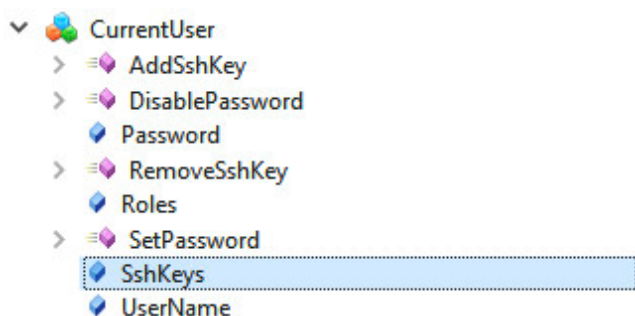 CurrentUser
AddSshKey
DisablePassword
Password
RemoveSshKey
Roles
SetPassword
SshKeys
UserName